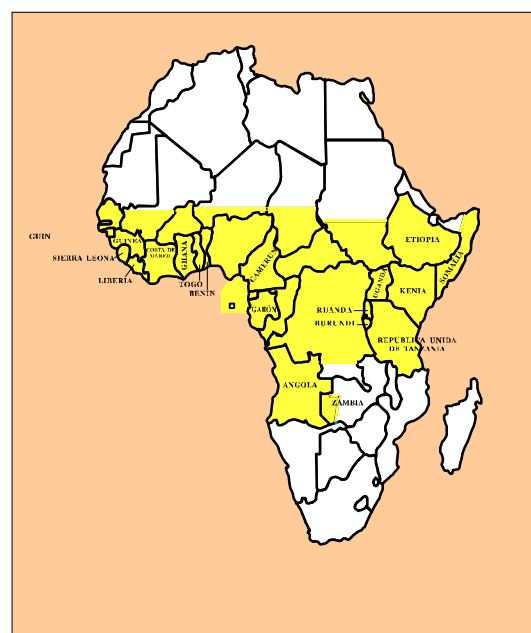 GUIN
GUINEA
SIERRA LEONA
LIBERIA
COSTA DE
MARFIL
GHANA
TOGO
BENIN
CAMERUN
GABÓN
ETIOPIA
SOMALIA
UGANDA
KENIA
RUANDA
BURUNDI
REPUBLICA UNIDA
DE TANZANIA
ANGOLA
ZAMBIA